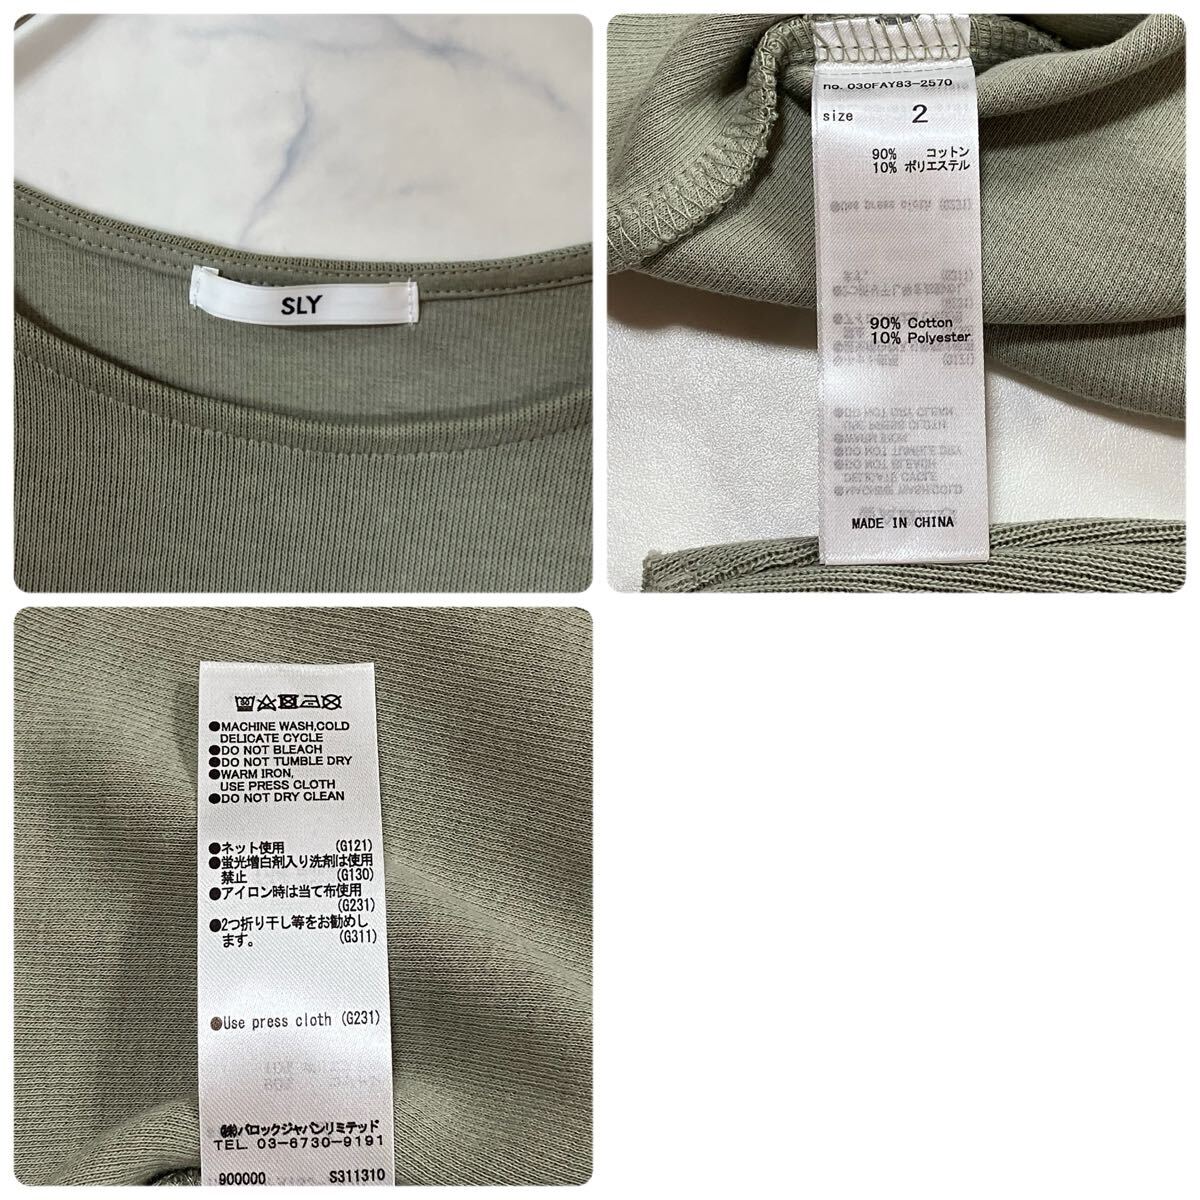 SLY
no. 030FAY83-2570
size 2
90% コットン
10% ポリエステル
90% Cotton
10% Polyester
MADE IN CHINA
●MACHINE WASH,COLD
DELICATE CYCLE
●DO NOT BLEACH
●DO NOT TUMBLE DRY
●WARM IRON,
USE PRESS CLOTH
●DO NOT DRY CLEAN
●ネット使用 (G121)
●蛍光増白剤入り洗剤は使用
禁止 (G130)
●アイロン時は当て布使用
(G231)
●2つ折り干し等をお勧めし
ます。 (G311)
●Use press cloth (G231)
㈱バロックジャパンリミテッド
TEL. 03-6730-9191
900000 S311310